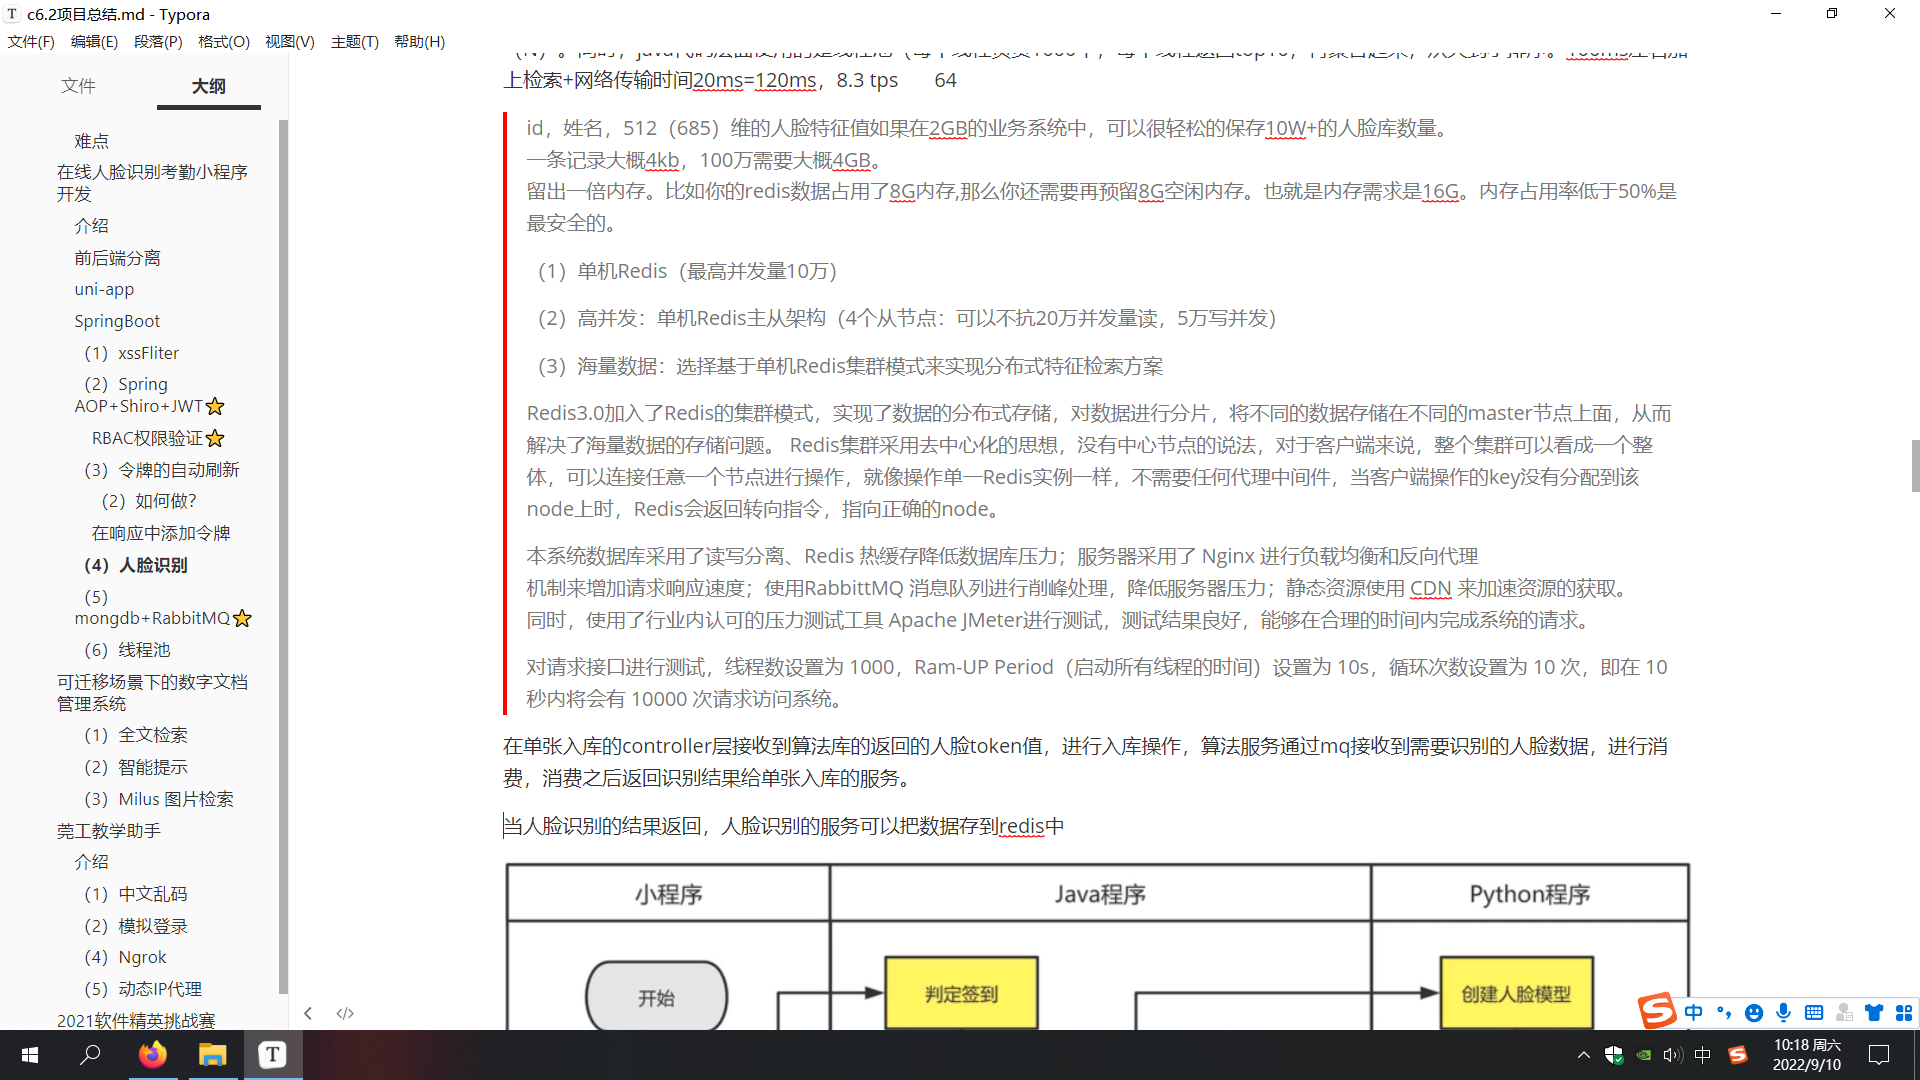 c6.2项目总结.md - Typora
文件(F) 编辑(E) 段落(P) 格式(O) 视图(V) 主题(T) 帮助(H)
文件 大纲
难点
在线人脸识别考勤小程序
开发
介绍
前后端分离
uni-app
SpringBoot
（1）xssFliter
（2）Spring
AOP+Shiro+JWT⭐
RBAC权限验证⭐
（3）令牌的自动刷新
（2）如何做？
在响应中添加令牌
（4）人脸识别
（5）
mongdb+RabbitMQ⭐
（6）线程池
可迁移场景下的数字文档
管理系统
（1）全文检索
（2）智能提示
（3）Milus 图片检索
莞工教学助手
介绍
（1）中文乱码
（2）模拟登录
（4）Ngrok
（5）动态IP代理
2021软件精英挑战赛
上检索+网络传输时间20ms=120ms，8.3 tps 64
id，姓名，512（685）维的人脸特征值如果在2GB的业务系统中，可以很轻松的保存10W+的人脸库数量。
一条记录大概4kb，100万需要大概4GB。
留出一倍内存。比如你的redis数据占用了8G内存,那么你还需要再预留8G空闲内存。也就是内存需求是16G。内存占用率低于50%是
最安全的。
（1）单机Redis（最高并发量10万）
（2）高并发：单机Redis主从架构（4个从节点：可以不抗20万并发量读，5万写并发）
（3）海量数据：选择基于单机Redis集群模式来实现分布式特征检索方案
Redis3.0加入了Redis的集群模式，实现了数据的分布式存储，对数据进行分片，将不同的数据存储在不同的master节点上面，从而
解决了海量数据的存储问题。 Redis集群采用去中心化的思想，没有中心节点的说法，对于客户端来说，整个集群可以看成一个整
体，可以连接任意一个节点进行操作，就像操作单一Redis实例一样，不需要任何代理中间件，当客户端操作的key没有分配到该
node上时，Redis会返回转向指令，指向正确的node。
本系统数据库采用了读写分离、Redis 热缓存降低数据库压力；服务器采用了 Nginx 进行负载均衡和反向代理
机制来增加请求响应速度；使用RabbittMQ 消息队列进行削峰处理，降低服务器压力；静态资源使用 CDN 来加速资源的获取。
同时，使用了行业内认可的压力测试工具 Apache JMeter进行测试，测试结果良好，能够在合理的时间内完成系统的请求。
对请求接口进行测试，线程数设置为 1000，Ram-UP Period（启动所有线程的时间）设置为 10s，循环次数设置为 10 次，即在 10
秒内将会有 10000 次请求访问系统。
在单张入库的controller层接收到算法库的返回的人脸token值，进行入库操作，算法服务通过mq接收到需要识别的人脸数据，进行消
费，消费之后返回识别结果给单张入库的服务。
当人脸识别的结果返回，人脸识别的服务可以把数据存到redis中
小程序 Java程序 Python程序
开始 判定签到 创建人脸模型
中
中
10:18 周六
2022/9/10